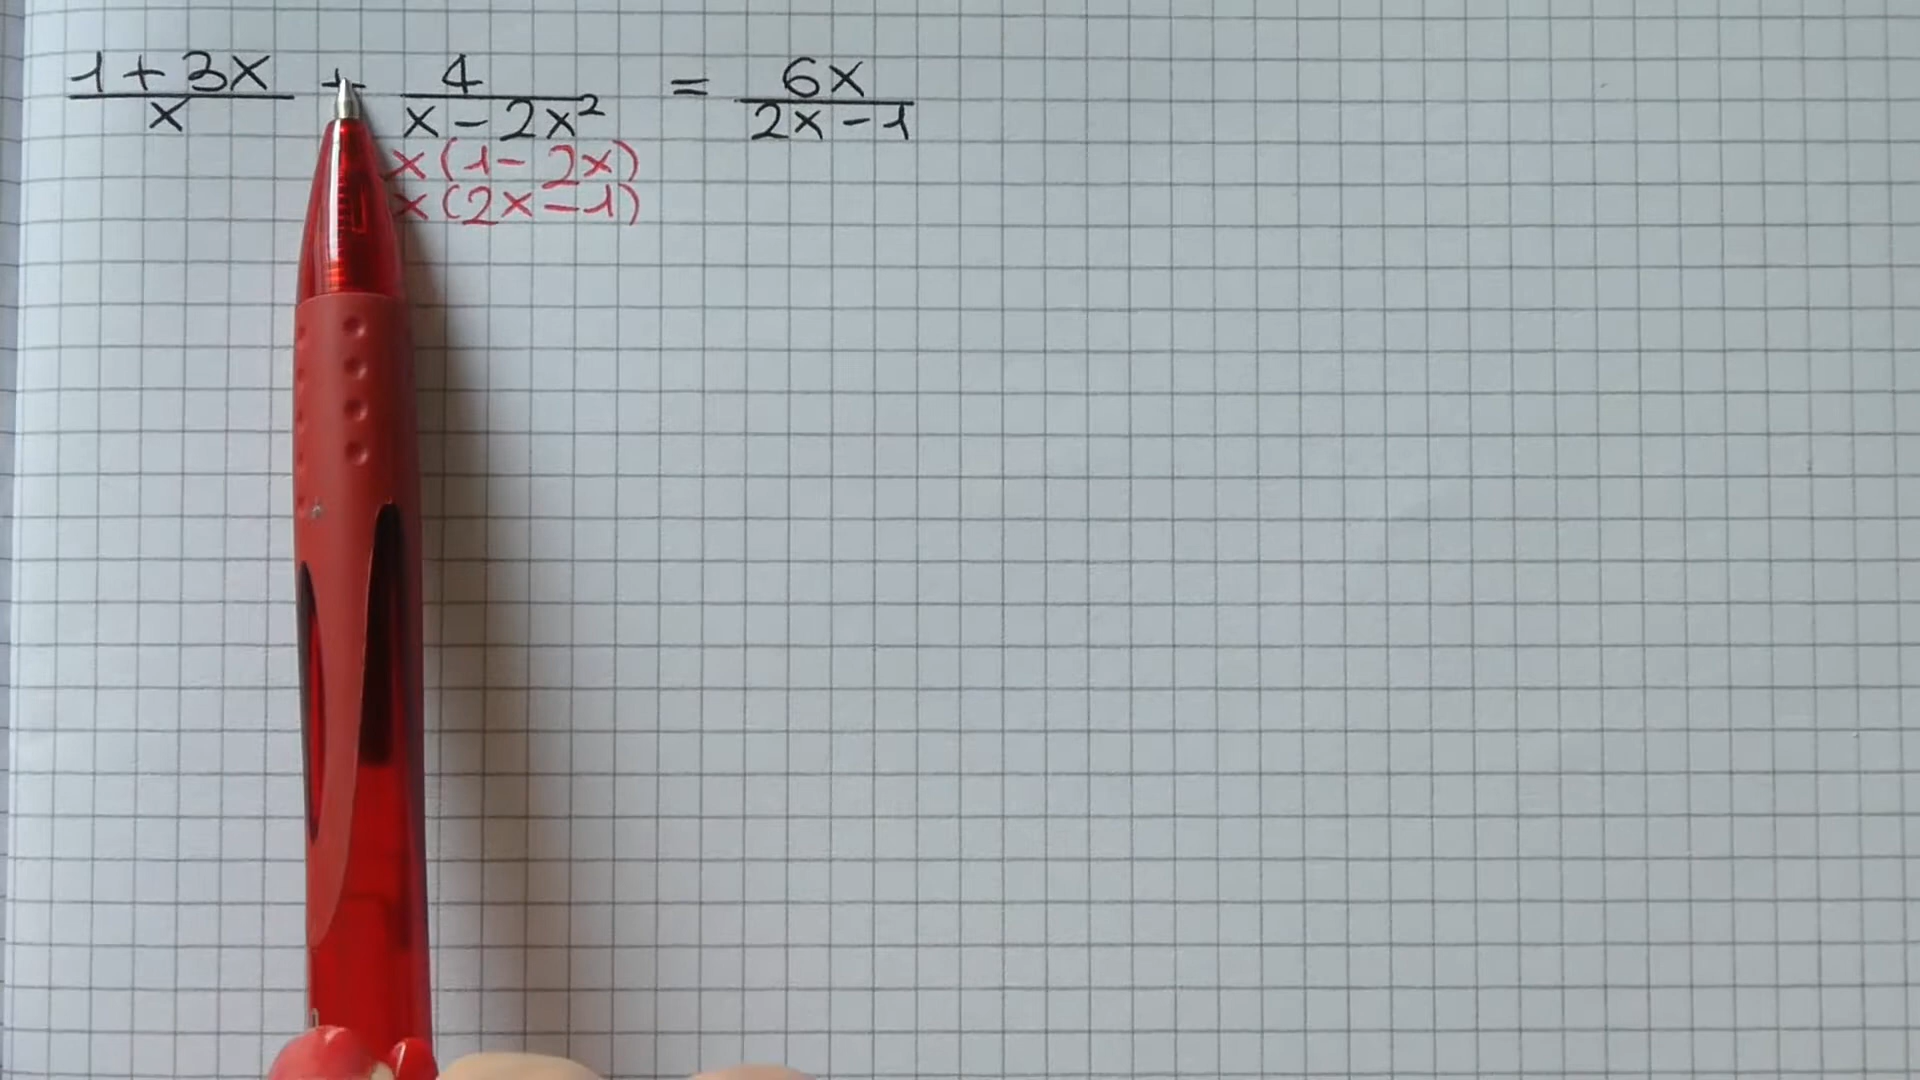 1 + 3x + 4 = 6x
x x - 2x² 2x - 1
x(1 - 2x)
x(2x - 1)